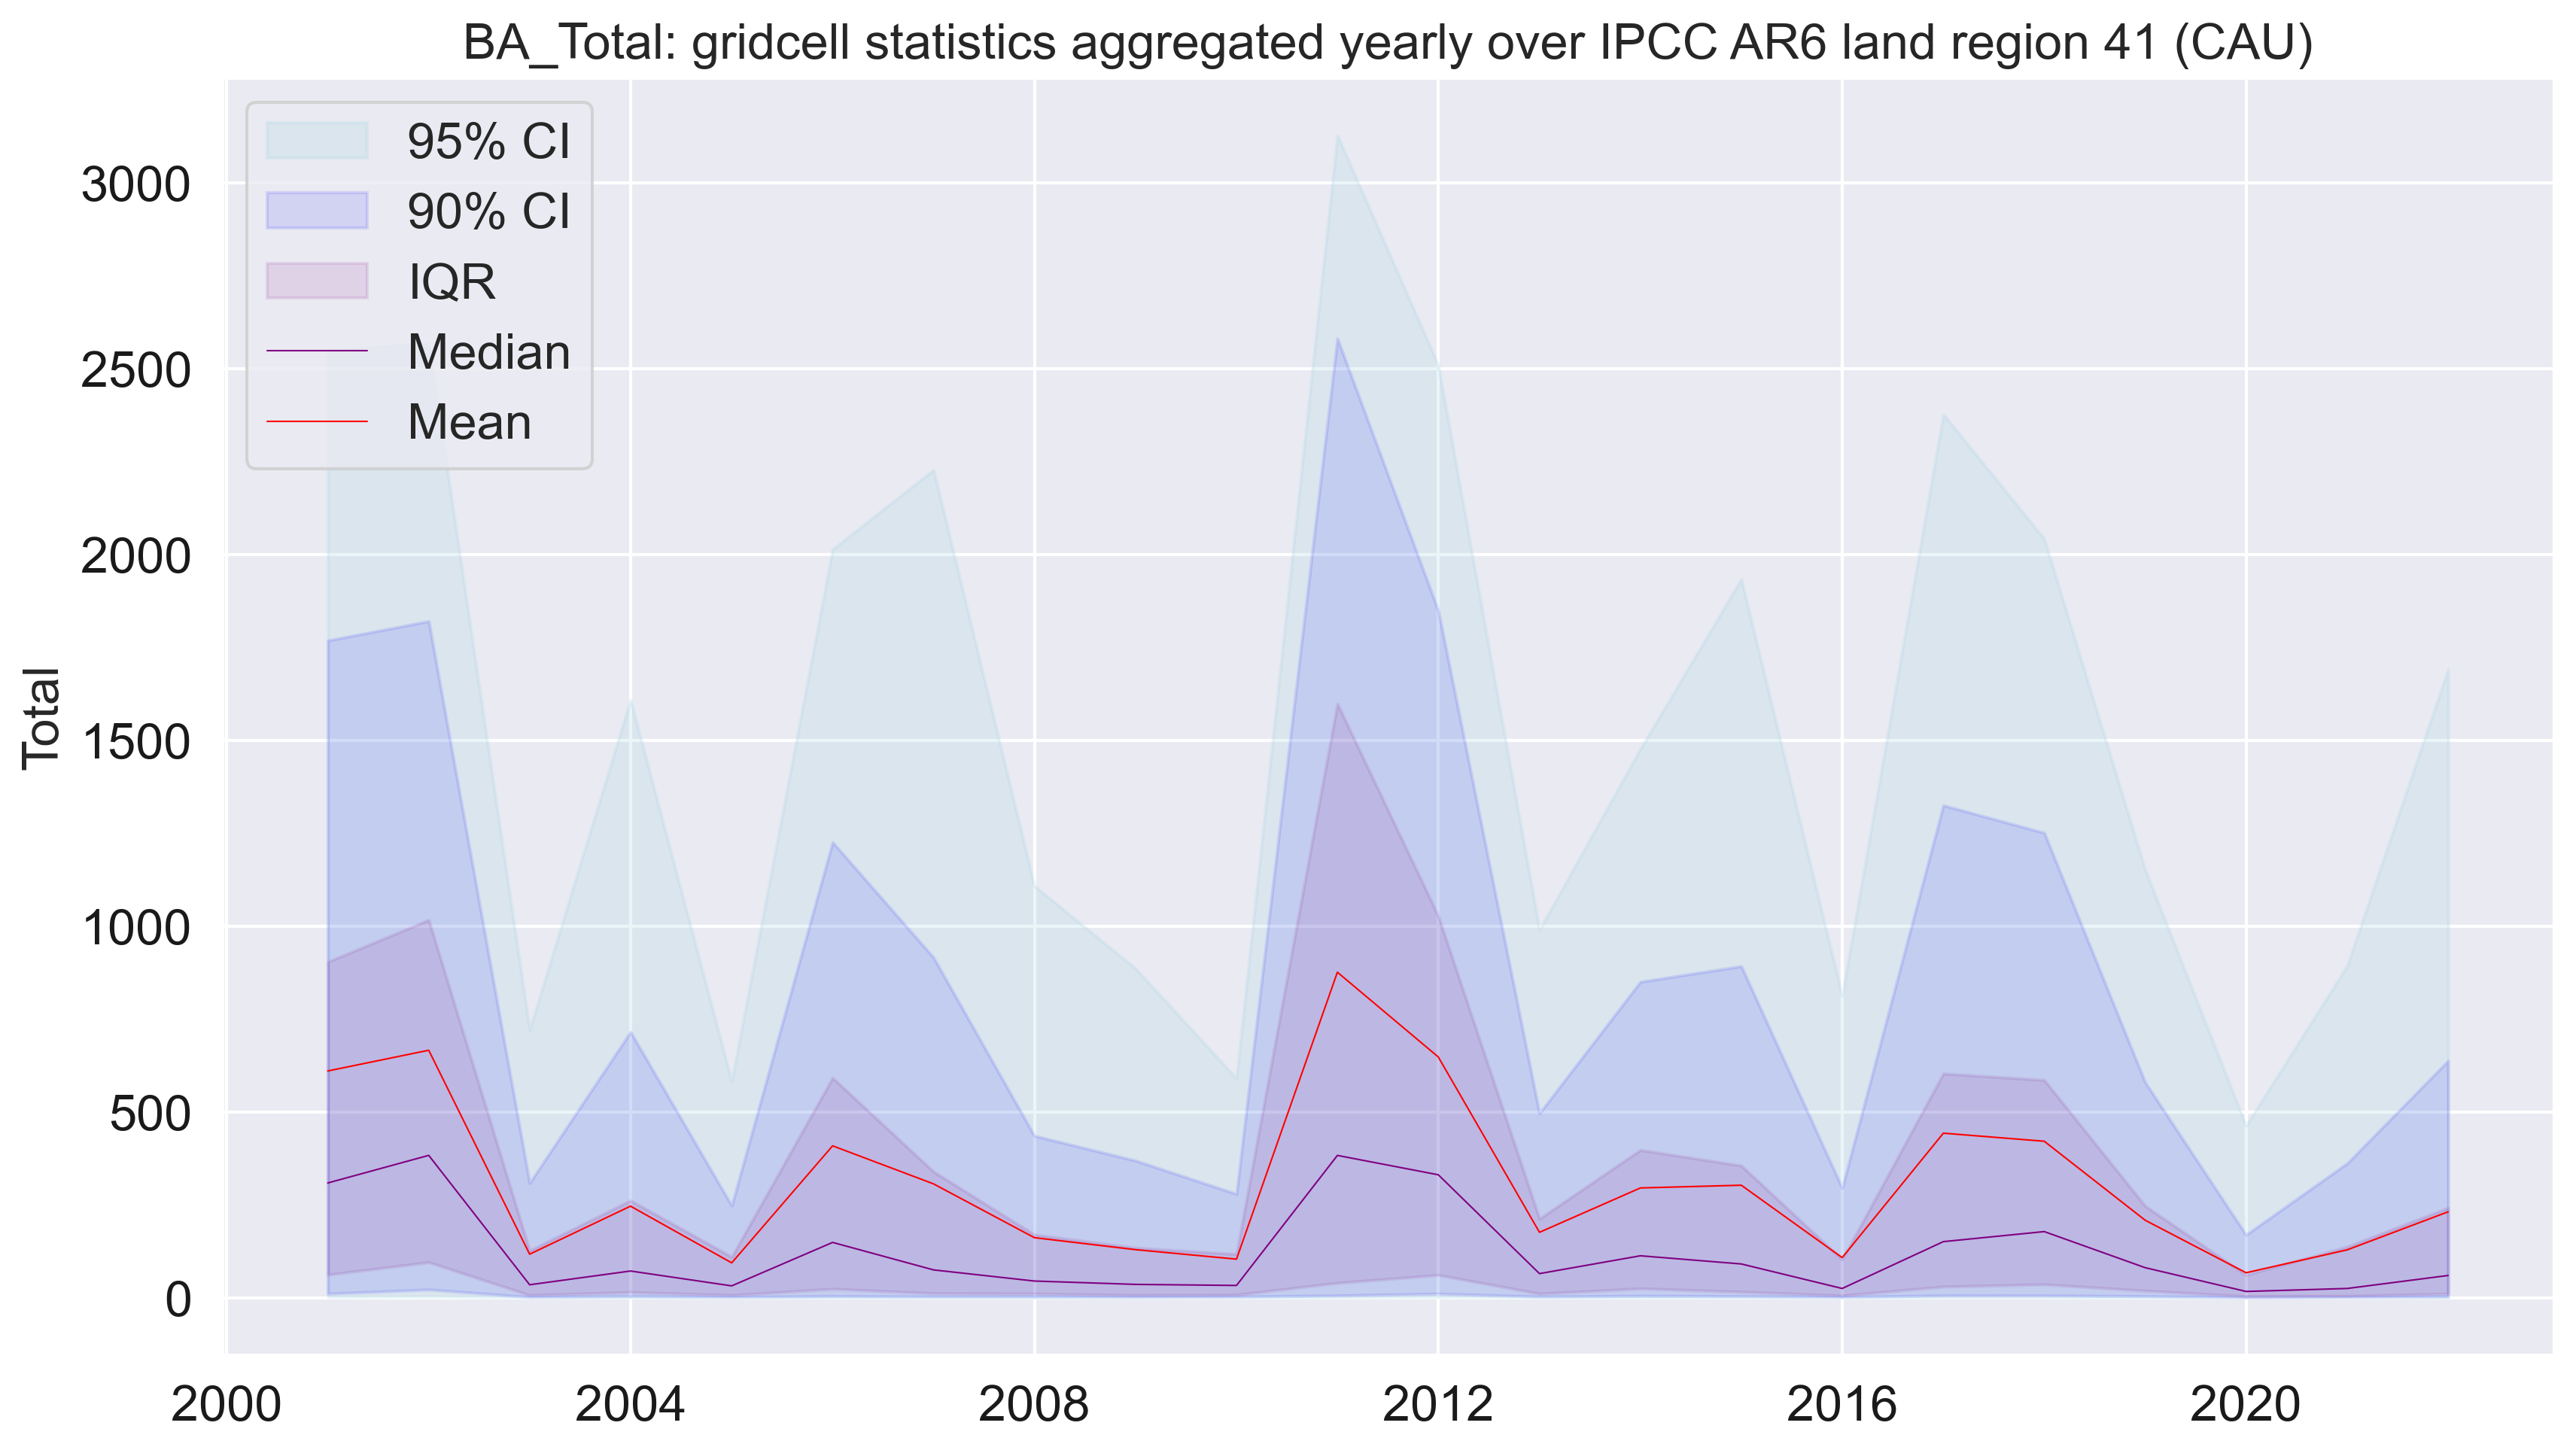 BA_Total: gridcell statistics aggregated yearly over IPCC AR6 land region 41 (CAU)
95% CI
90% CI
IQR
Median
Mean
Total
3000
2500
2000
1500
1000
500
0
2000 2004 2008 2012 2016 2020